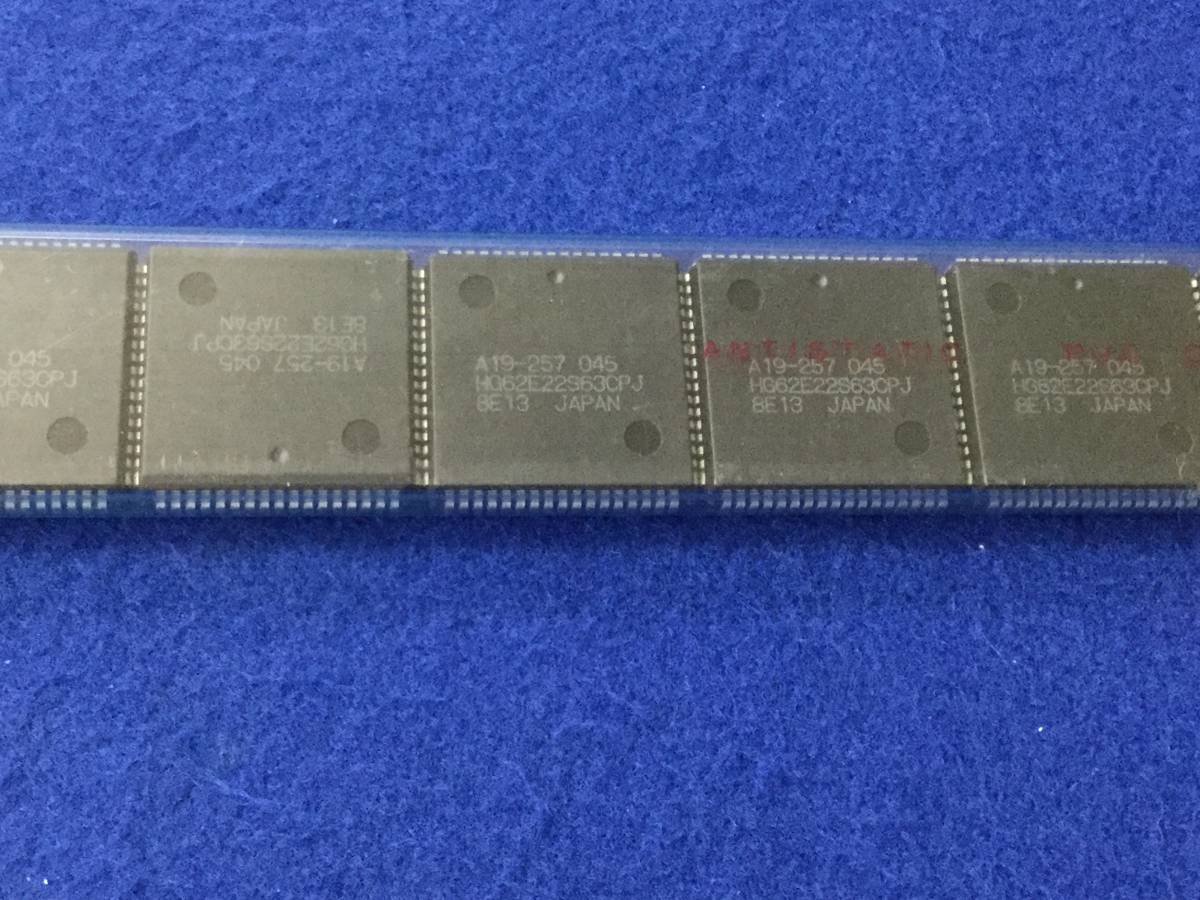 045
S63CPJ
JAPAN
A19-257 045
HG62E22S63CPJ
8E13 JAPAN
A19-257 045
HG62E22S63CPJ
8E13 JAPAN
ANTISTATIC
A19-257 045
HG62E22S63CPJ
8E13 JAPAN
A19-257 045
HG62E22S63CPJ
8E13 JAPAN